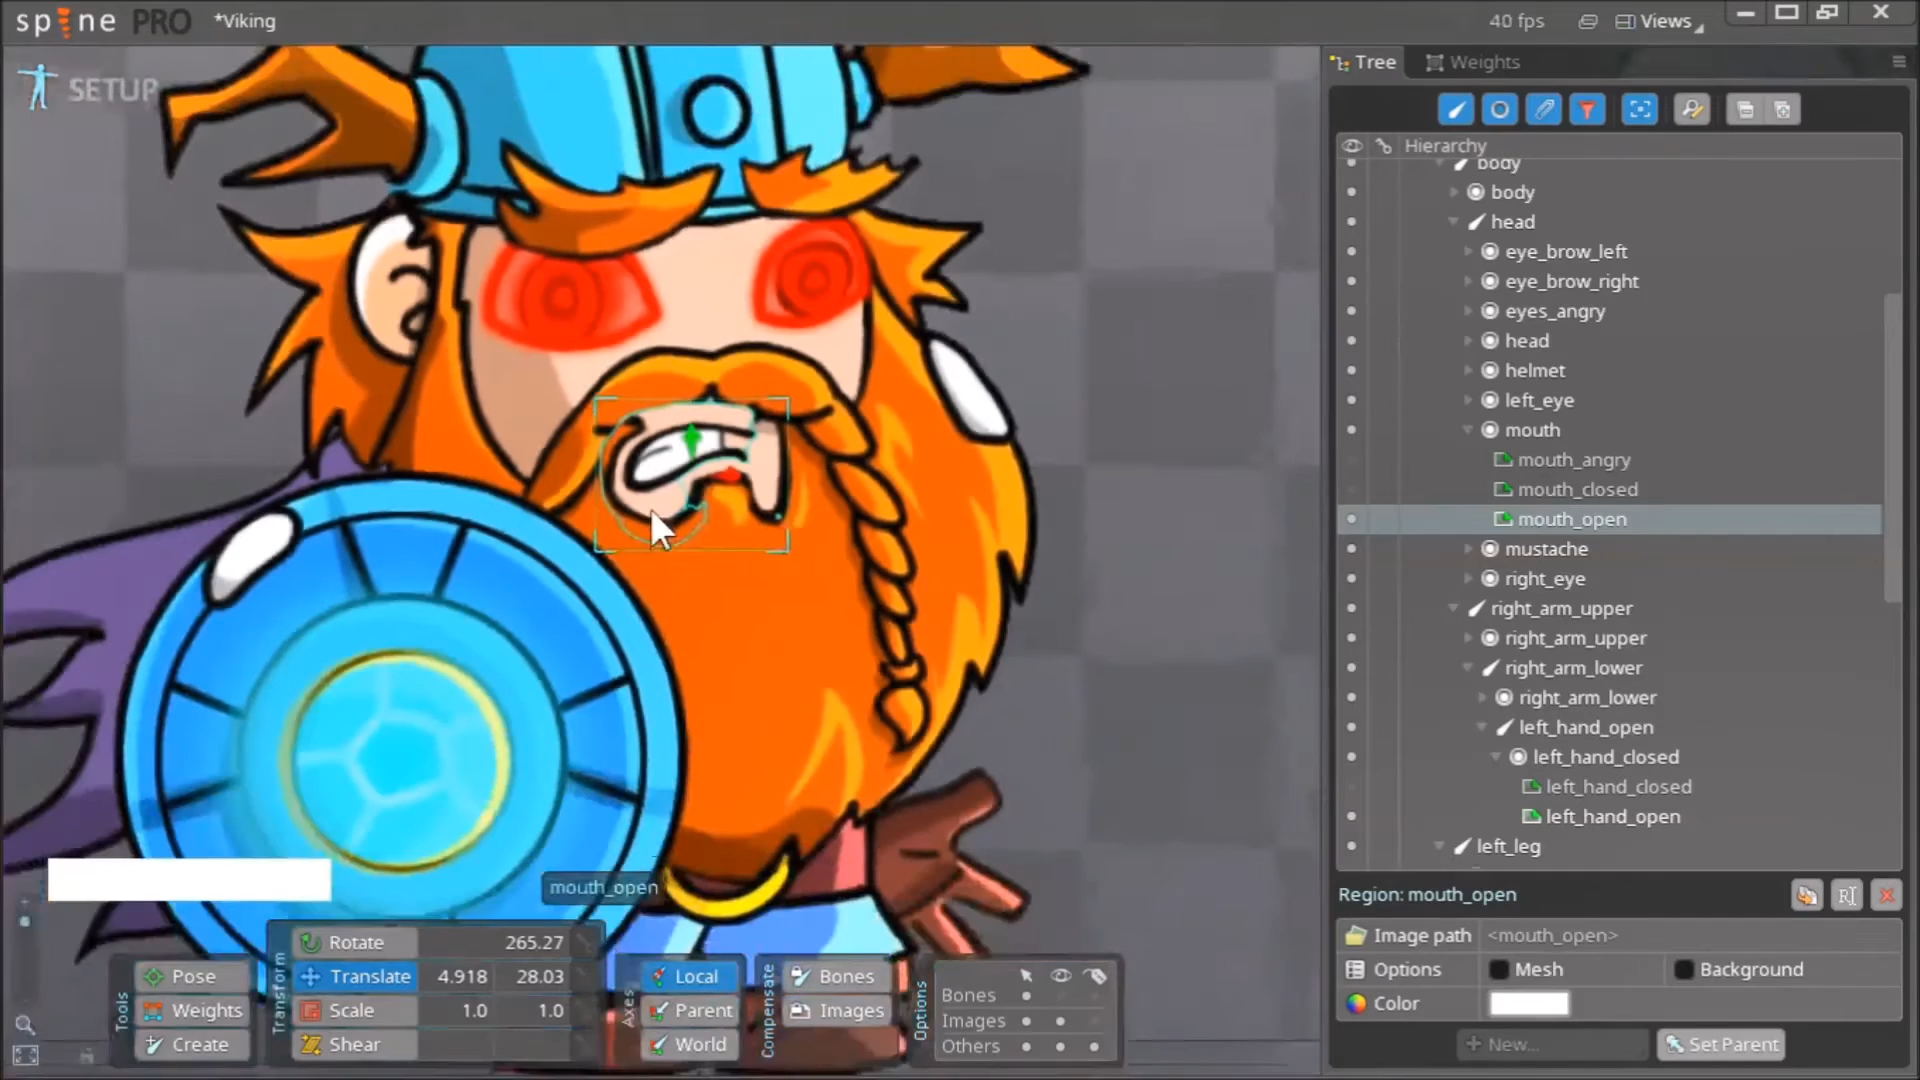 spine PRO *Viking 40 fps Views
SETUP
Tree Weights
Hierarchy
body
body
head
eye_brow_left
eye_brow_right
eyes_angry
head
helmet
left_eye
mouth
mouth_angry
mouth_closed
mouth_open
mustache
right_eye
right_arm_upper
right_arm_upper
right_arm_lower
right_arm_lower
left_hand_open
left_hand_closed
left_hand_closed
left_hand_open
left_leg
Region: mouth_open
Image path <mouth_open>
Options Mesh Background
Color
New... Set Parent
mouth_open
Tools
Pose
Weights
Create
Transform
Rotate 265.27
Translate 4.918 28.03
Scale 1.0 1.0
Shear
Axes
Local
Parent
World
Compensate
Bones
Images
Options
Bones
Images
Others